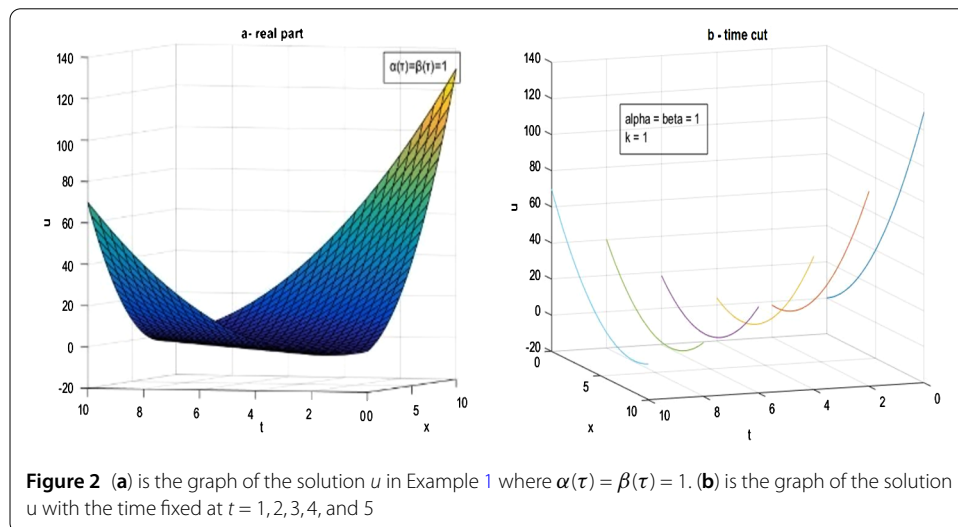 a- real part
α(τ)=β(τ)=1
140
120
100
80
60
40
20
0
-20
u
10
8
6
4
2
00
5
10
t
x
b - time cut
alpha = beta = 1
k = 1
140
120
100
80
60
40
20
0
-20
u
0
5
10
x
10
8
6
4
2
0
t
Figure 2 (a) is the graph of the solution u in Example 1 where α(τ) = β(τ) = 1. (b) is the graph of the solution
u with the time fixed at t = 1, 2, 3, 4, and 5